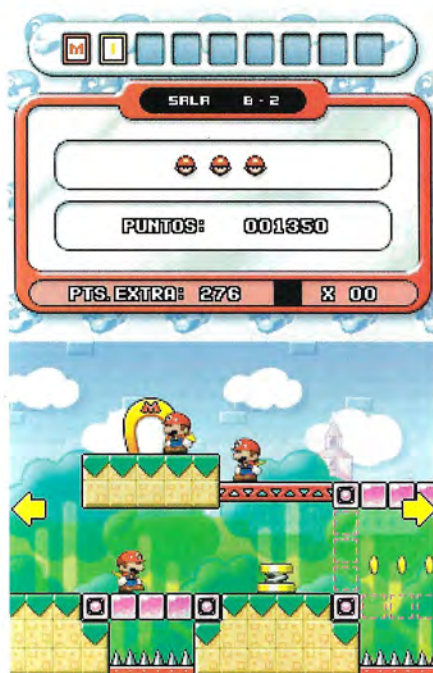 M I
SALA 8-2
PUNTOS: 001350
PTS.EXTRA: 276 X 00
M